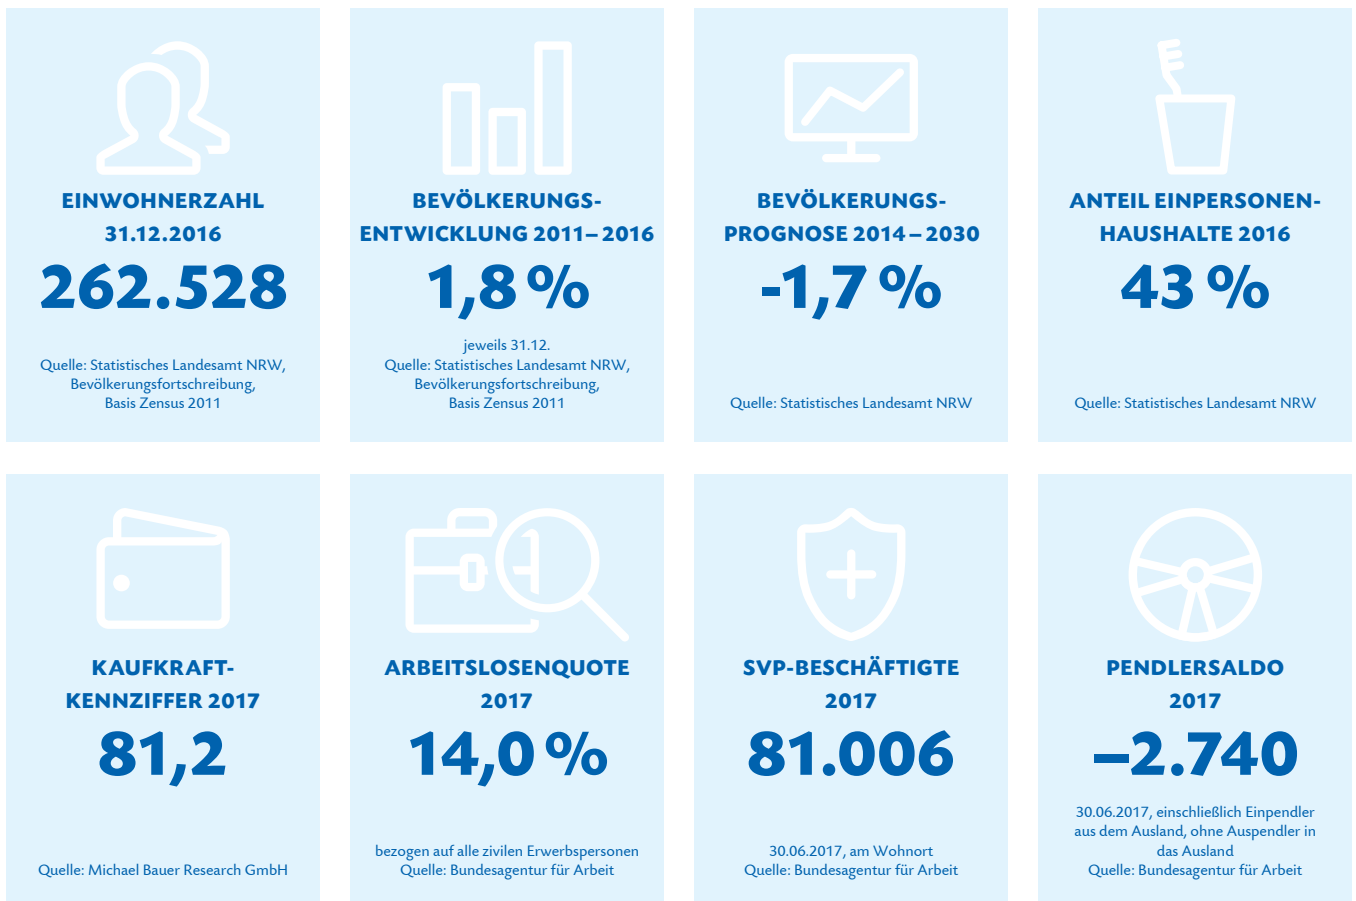 EINWOHNERZAHL
31.12.2016
262.528
Quelle: Statistisches Landesamt NRW,
Bevölkerungsfortschreibung,
Basis Zensus 2011
BEVÖLKERUNGS-
ENTWICKLUNG 2011–2016
1,8 %
jeweils 31.12.
Quelle: Statistisches Landesamt NRW,
Bevölkerungsfortschreibung,
Basis Zensus 2011
BEVÖLKERUNGS-
PROGNOSE 2014 – 2030
-1,7 %
Quelle: Statistisches Landesamt NRW
ANTEIL EINPERSONEN-
HAUSHALTE 2016
43 %
Quelle: Statistisches Landesamt NRW
KAUFKRAFT-
KENNZIFFER 2017
81,2
Quelle: Michael Bauer Research GmbH
ARBEITSLOSENQUOTE
2017
14,0 %
bezogen auf alle zivilen Erwerbspersonen
Quelle: Bundesagentur für Arbeit
SVP-BESCHÄFTIGTE
2017
81.006
30.06.2017, am Wohnort
Quelle: Bundesagentur für Arbeit
PENDLERSALDO
2017
–2.740
30.06.2017, einschließlich Einpendler
aus dem Ausland, ohne Auspendler in
das Ausland
Quelle: Bundesagentur für Arbeit